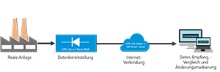 Reale Anlage
Datenbereitstellung
Internet-
Verbindung
Daten-Empfang,
Vergleich und
Änderungsmarkierung